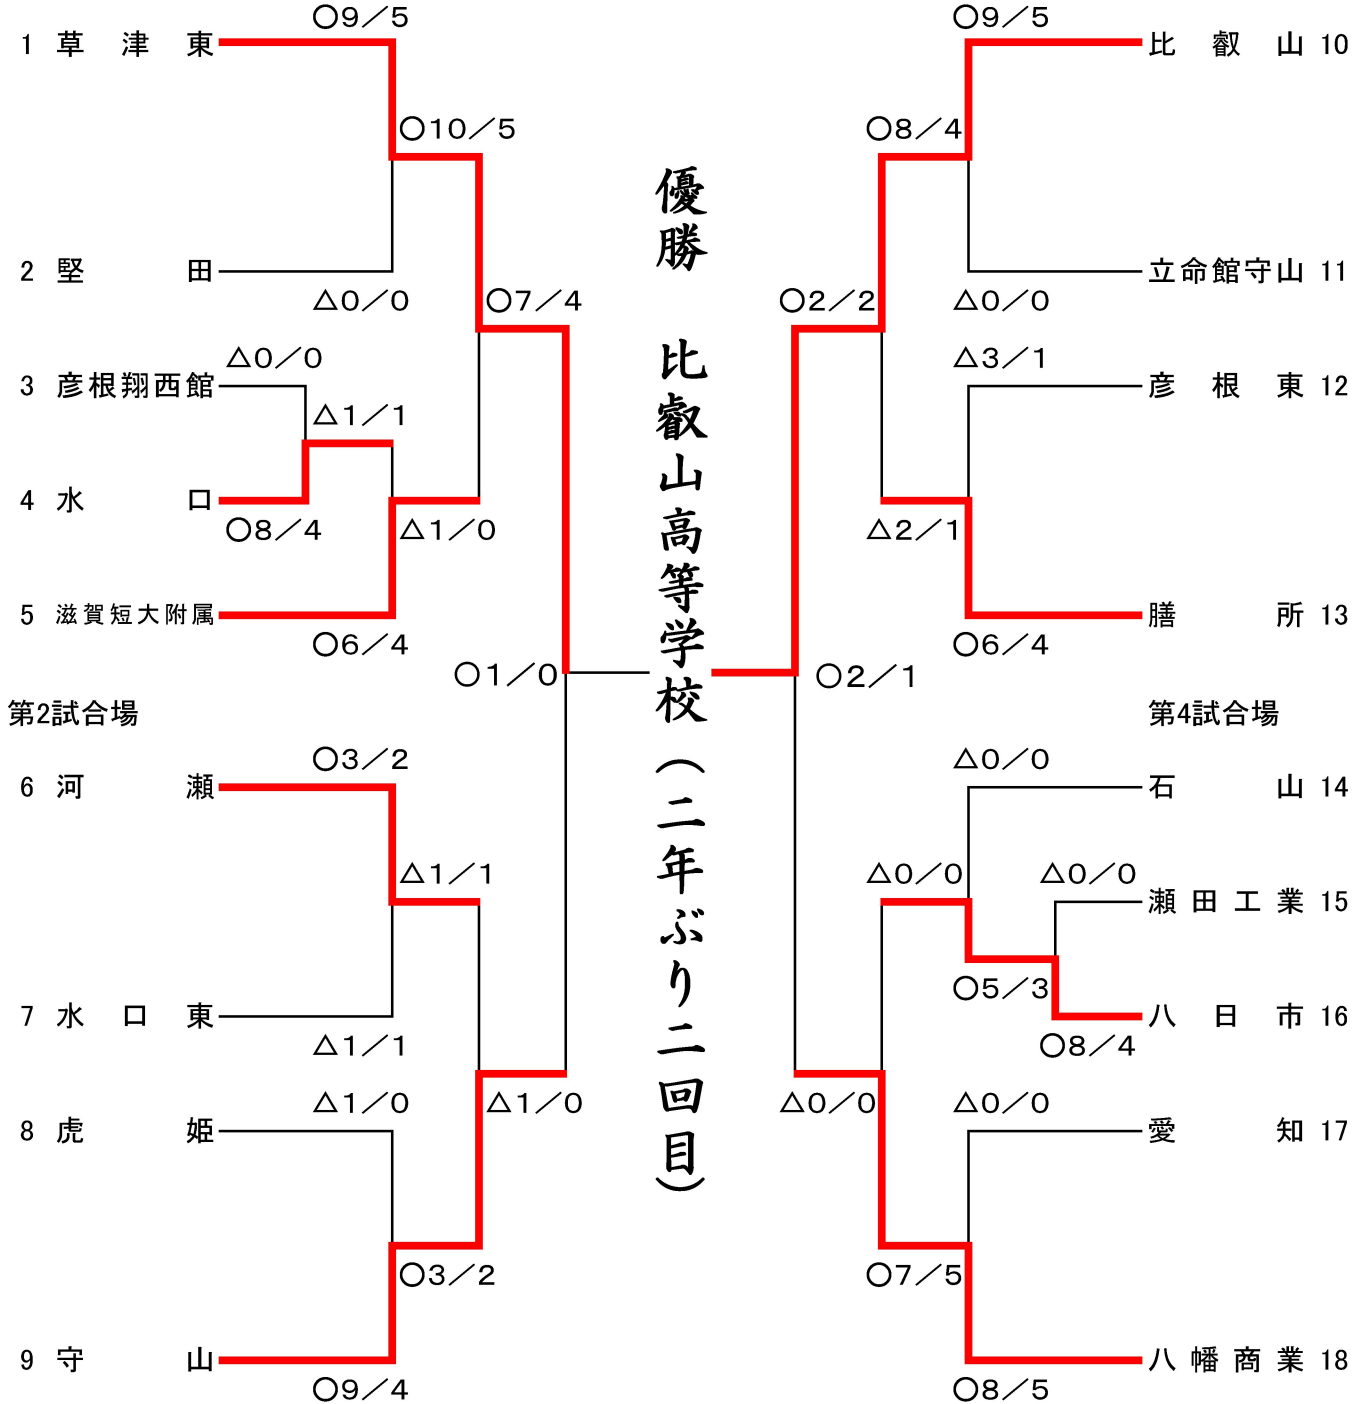 ○9／5
1 草津東
○10／5
2 堅田
△0／0
○7／4
△0／0
3 彦根翔西館
△1／1
4 水口
○8／4
△1／0
5 滋賀短大附属
○6／4
○1／0
第2試合場
○3／2
6 河瀬
△1／1
7 水口東
△1／1
△1／0
8 虎姫
△1／0
○3／2
9 守山
○9／4
優勝 比叡山高等学校（二年ぶり二回目）
○9／5
比叡山 10
○8／4
立命館守山 11
△0／0
○2／2
△3／1
彦根東 12
△2／1
膳所 13
○6／4
○2／1
第4試合場
△0／0
石山 14
△0／0
△0／0
瀬田工業 15
○5／3
八日市 16
○8／4
△0／0
△0／0
愛知 17
○7／5
八幡商業 18
○8／5